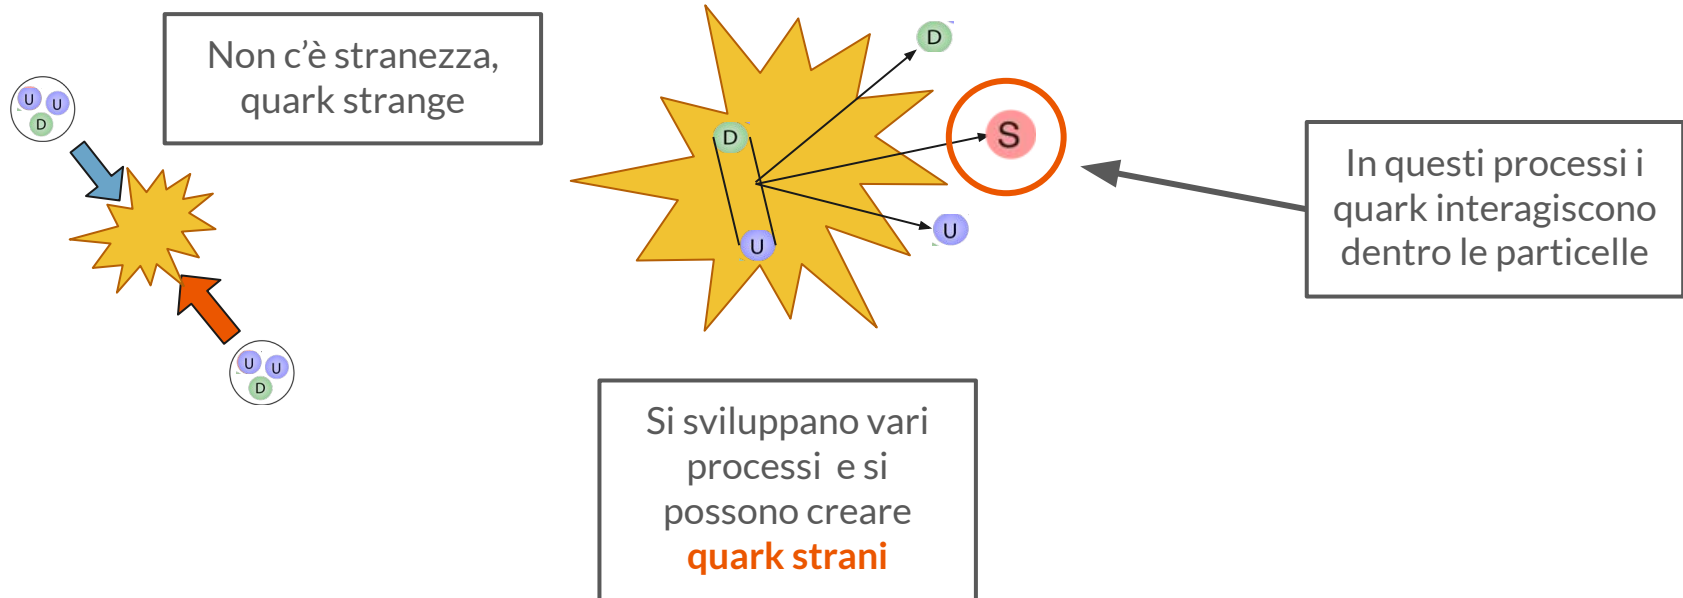 Non c'è stranezza,
quark strange
U U
D
U U
D
D
S
U
D
U
In questi processi i
quark interagiscono
dentro le particelle
Si sviluppano vari
processi e si
possono creare
quark strani